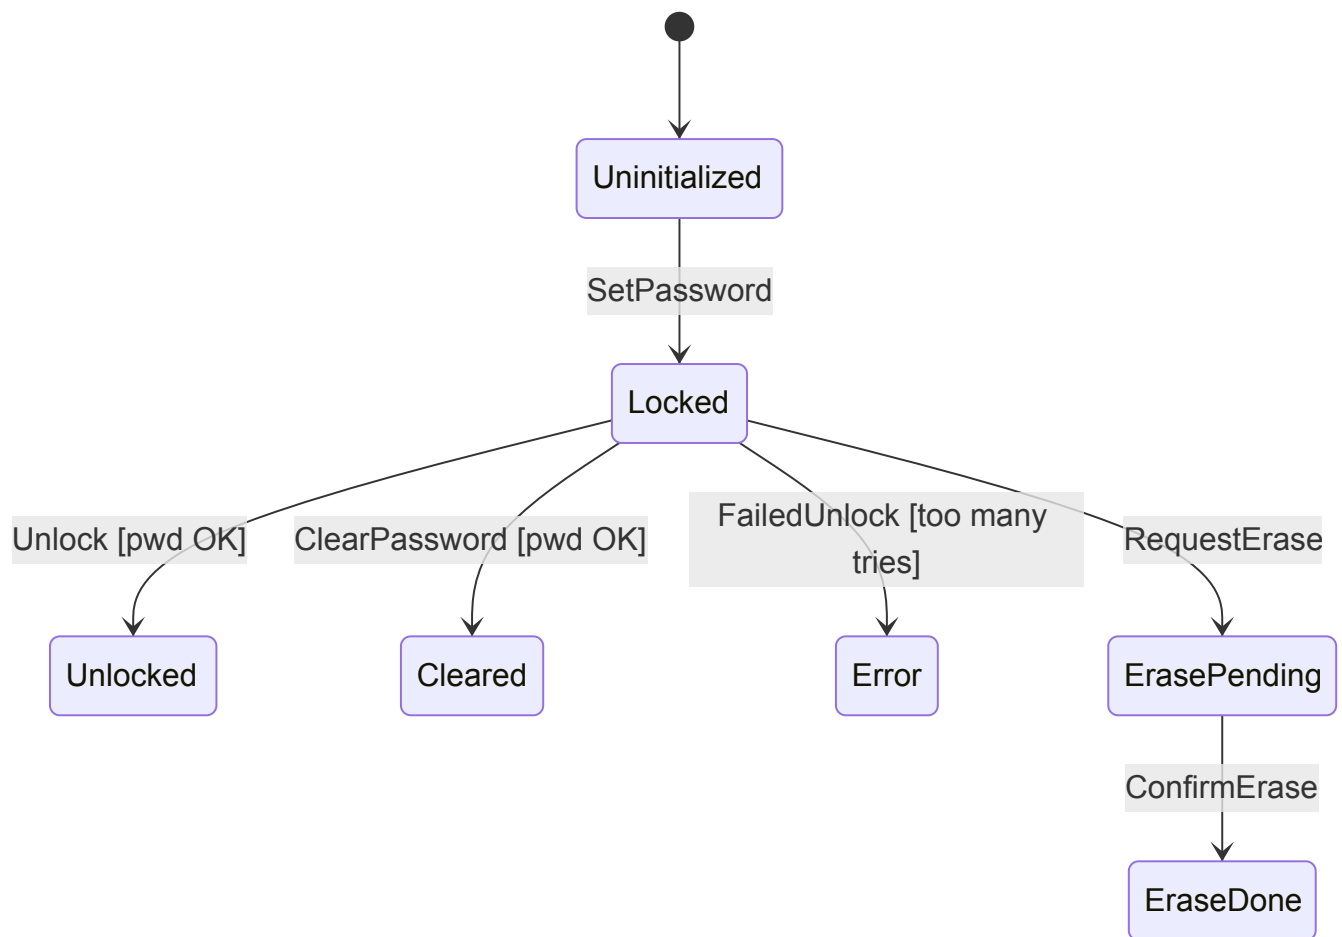 Uninitialized
SetPassword
Locked
Unlock [pwd OK]
ClearPassword [pwd OK]
FailedUnlock [too many
tries]
RequestErase
Unlocked
Cleared
Error
ErasePending
ConfirmErase
EraseDone